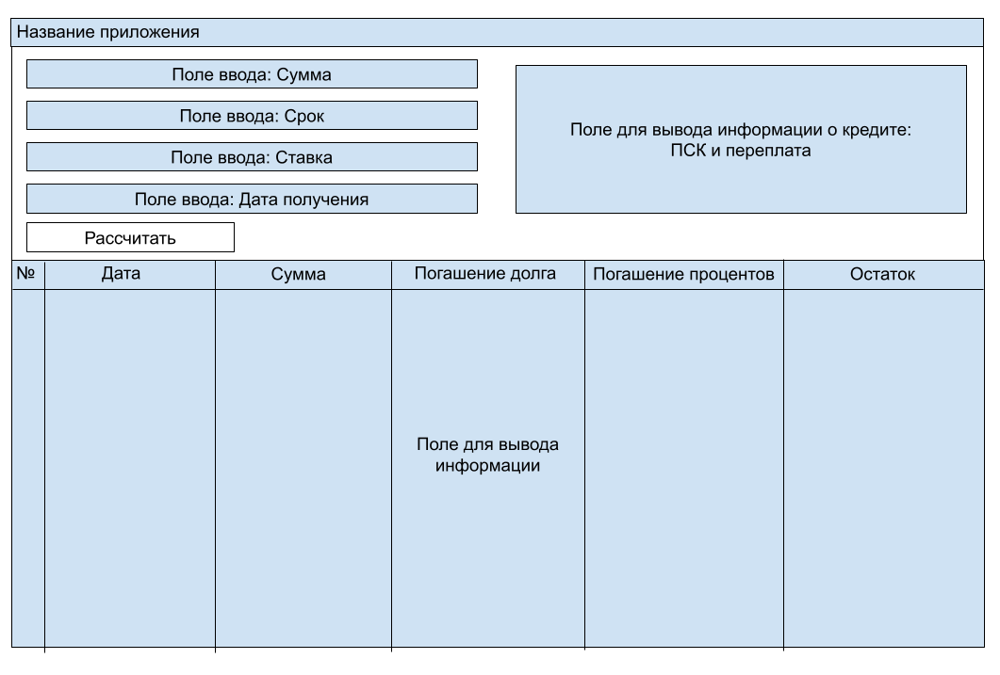 Название приложения
Поле ввода: Сумма
Поле ввода: Срок
Поле ввода: Ставка
Поле ввода: Дата получения
Рассчитать
Поле для вывода информации о кредите:
ПСК и переплата
№ Дата Сумма Погашение долга Погашение процентов Остаток
Поле для вывода
информации